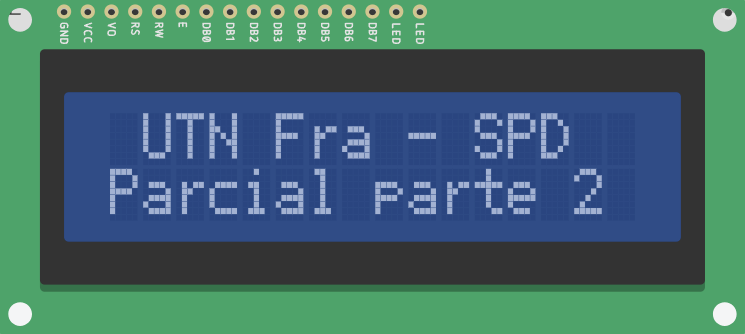 GND VCC VO RS RW E DB0 DB1 DB2 DB3 DB4 DB5 DB6 DB7 LED LED
UTN Fra - SPD
Parcial parte 2